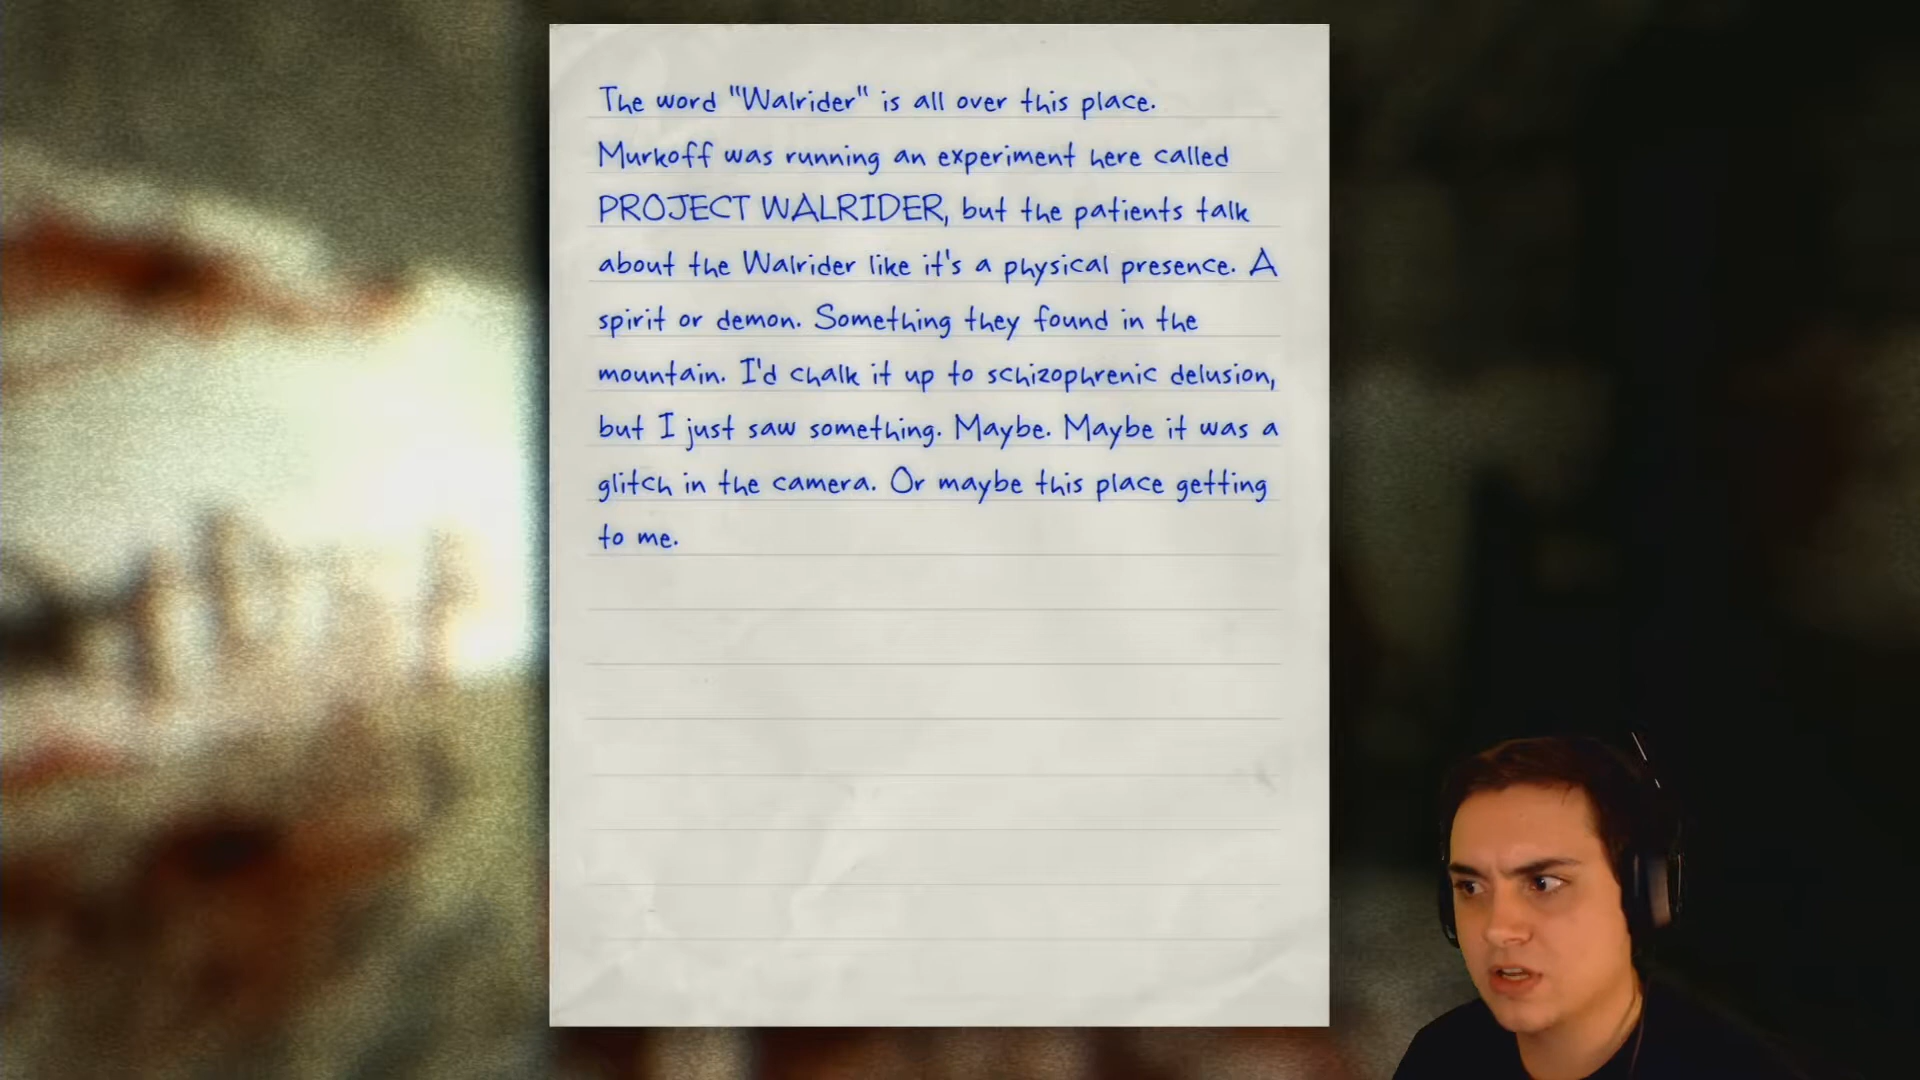 The word "Walrider" is all over this place.
Murkoff was running an experiment here called
PROJECT WALRIDER, but the patients talk
about the Walrider like it's a physical presence. A
spirit or demon. Something they found in the
mountain. I'd chalk it up to schizophrenic delusion,
but I just saw something. Maybe. Maybe it was a
glitch in the camera. Or maybe this place getting
to me.